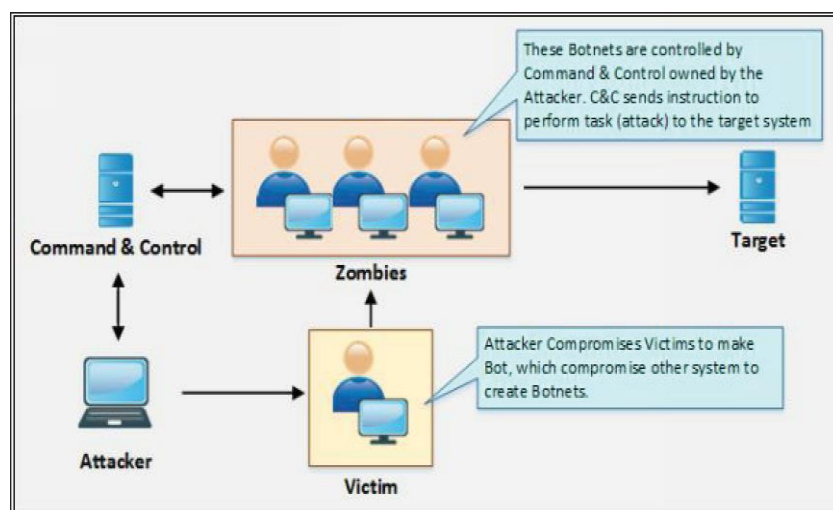 These Botnets are controlled by
Command & Control owned by the
Attacker. C&C sends instruction to
perform task (attack) to the target system
Command & Control
Zombies
Target
Attacker Compromises Victims to make
Bot, which compromise other system to
create Botnets.
Attacker
Victim